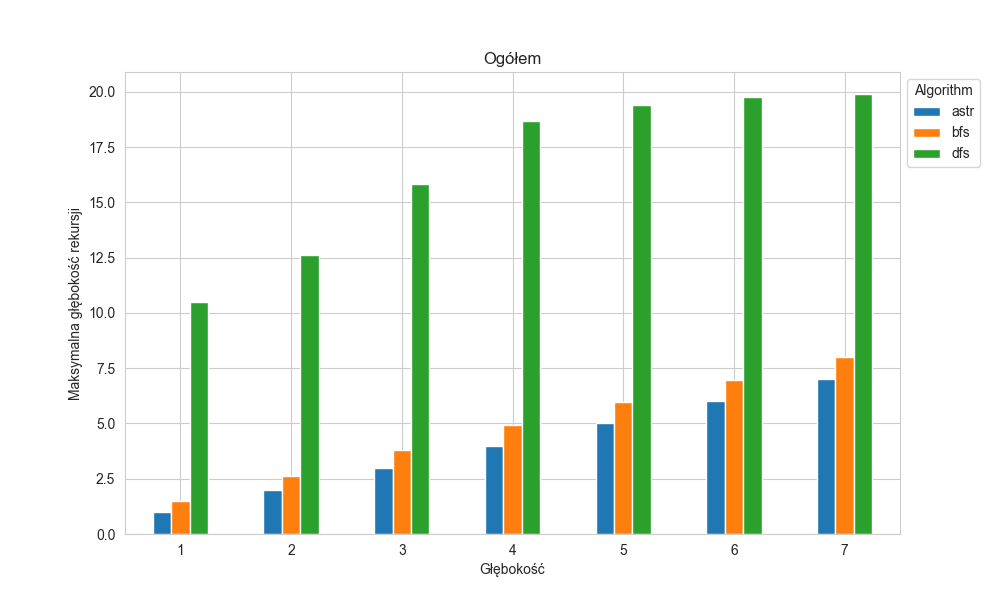 Ogółem
Algorithm
astr
bfs
dfs
Maksymalna głębokość rekursji
20.0
17.5
15.0
12.5
10.0
7.5
5.0
2.5
0.0
1 2 3 4 5 6 7
Głębokość